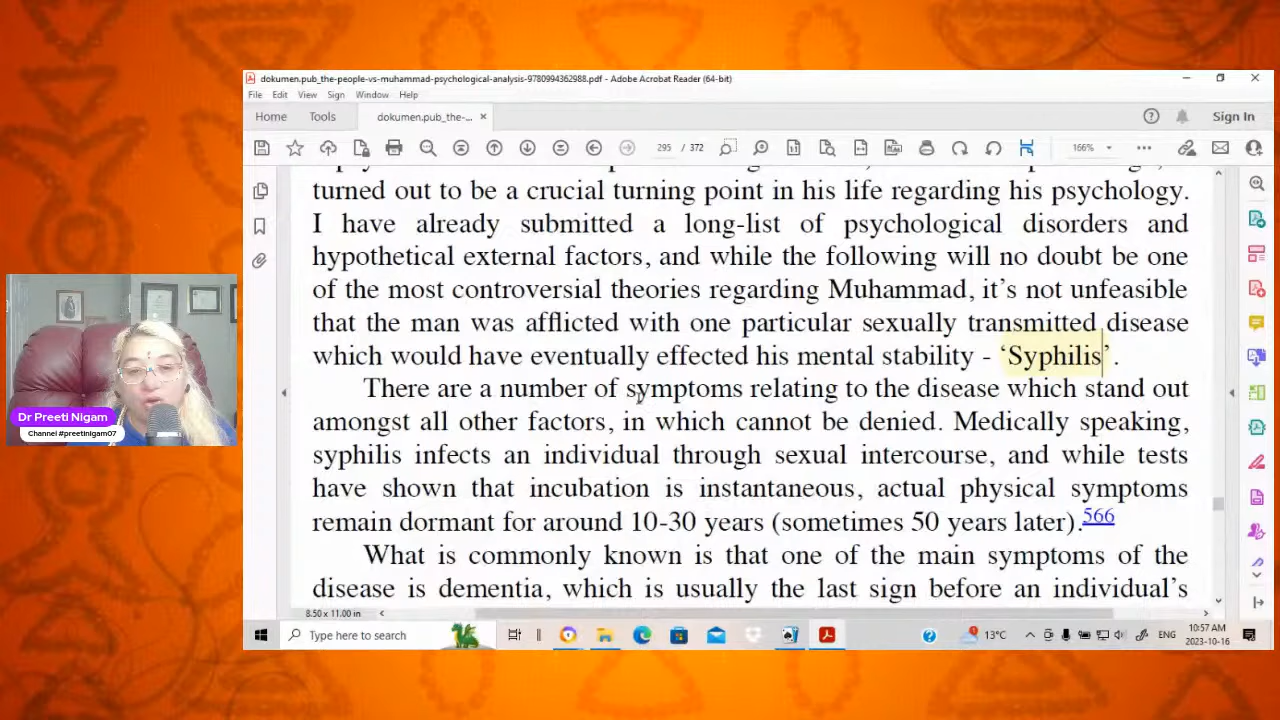 dokumen.pub_the-people-vs-muhammad-psychological-analysis-9780994362988.pdf - Adobe Acrobat Reader (64-bit)
File Edit View Sign Window Help
Home Tools dokumen.pub_the-... Sign In
295 / 372 166%
turned out to be a crucial turning point in his life regarding his psychology.
I have already submitted a long-list of psychological disorders and
hypothetical external factors, and while the following will no doubt be one
of the most controversial theories regarding Muhammad, it's not unfeasible
that the man was afflicted with one particular sexually transmitted disease
which would have eventually effected his mental stability - ‘Syphilis’.
There are a number of symptoms relating to the disease which stand out
amongst all other factors, in which cannot be denied. Medically speaking,
syphilis infects an individual through sexual intercourse, and while tests
have shown that incubation is instantaneous, actual physical symptoms
remain dormant for around 10-30 years (sometimes 50 years later).566
What is commonly known is that one of the main symptoms of the
disease is dementia, which is usually the last sign before an individual's
8.50 x 11.00 in
Type here to search
13°C
ENG
10:57 AM
2023-10-16
Dr Preeti Nigam
Channel #preetinigam07